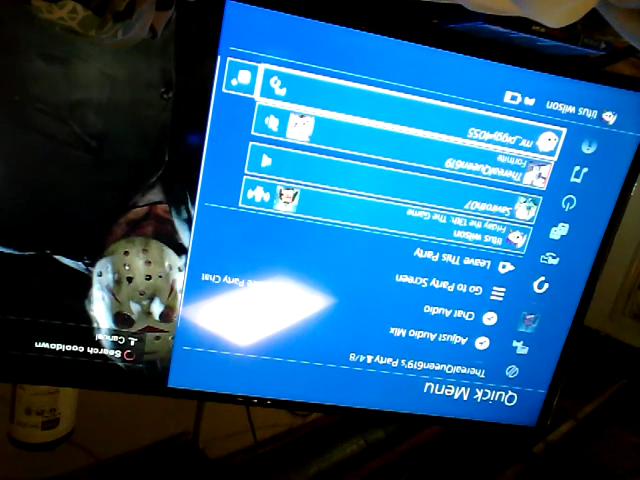 Quick Menu
TherealQueen619's Party 4/8
Adjust Audio Mix
Chat Audio
Go to Party Screen
Leave This Party
titus wilson
Friday the 13th: The Game
Saviroth07
TherealQueen619
Fortnite
mr_piggy4055
titus wilson
Party Chat
Search cooldown
Cancel